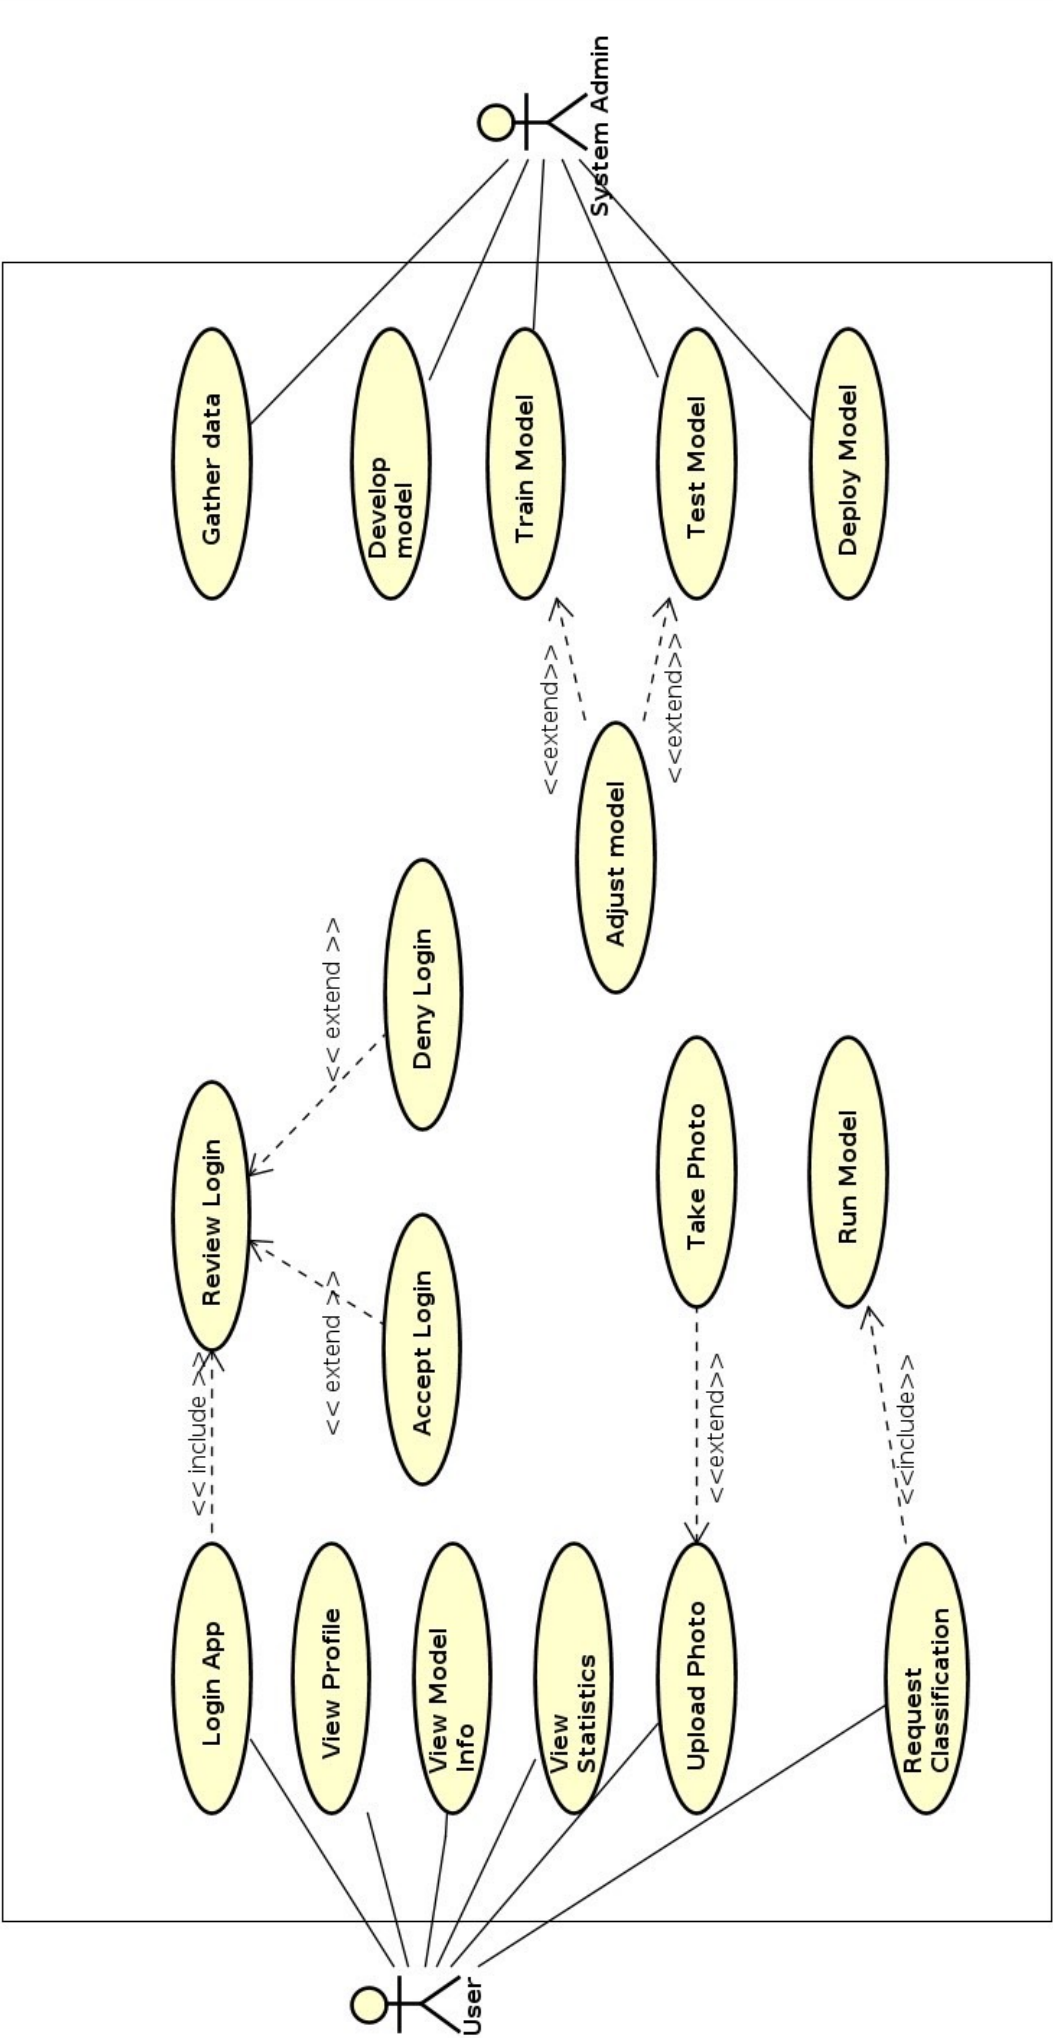 Login App
<< include >>
Review Login
Gather data
View Profile
<< extend >>
<< extend >>
View Model
Info
Accept Login
Deny Login
Develop
model
User
View
Statistics
<<extend>>
Train Model
System Admin
Adjust model
Upload Photo
<<extend>>
Take Photo
<<extend>>
Test Model
Request
Classification
<<include>>
Run Model
Deploy Model